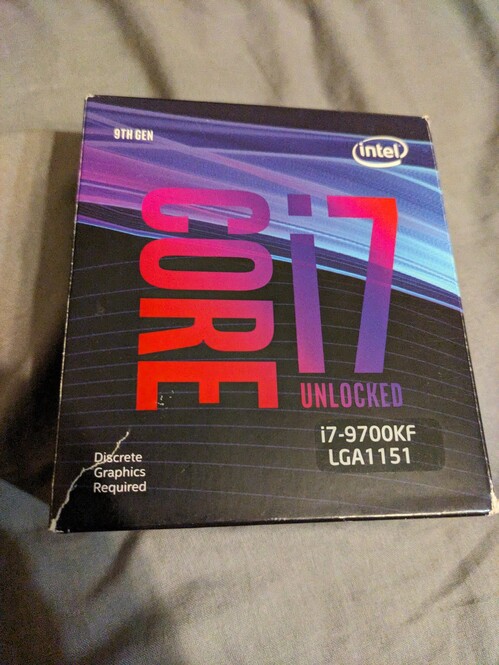 9TH GEN
intel
CORE
i7
UNLOCKED
i7-9700KF
LGA1151
Discrete
Graphics
Required